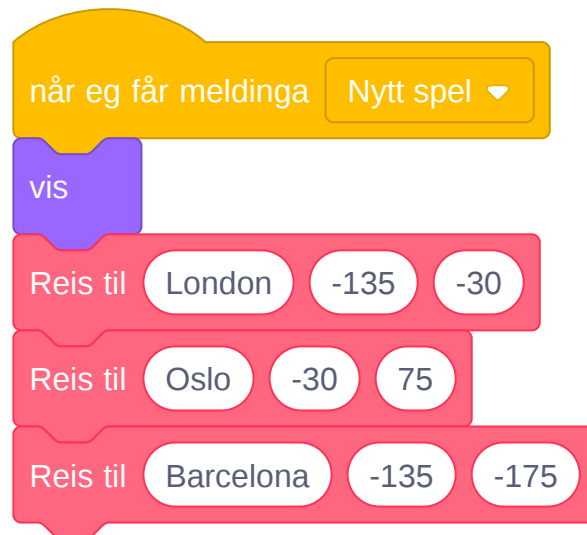 når eg får meldinga Nytt spel
vis
Reis til London -135 -30
Reis til Oslo -30 75
Reis til Barcelona -135 -175